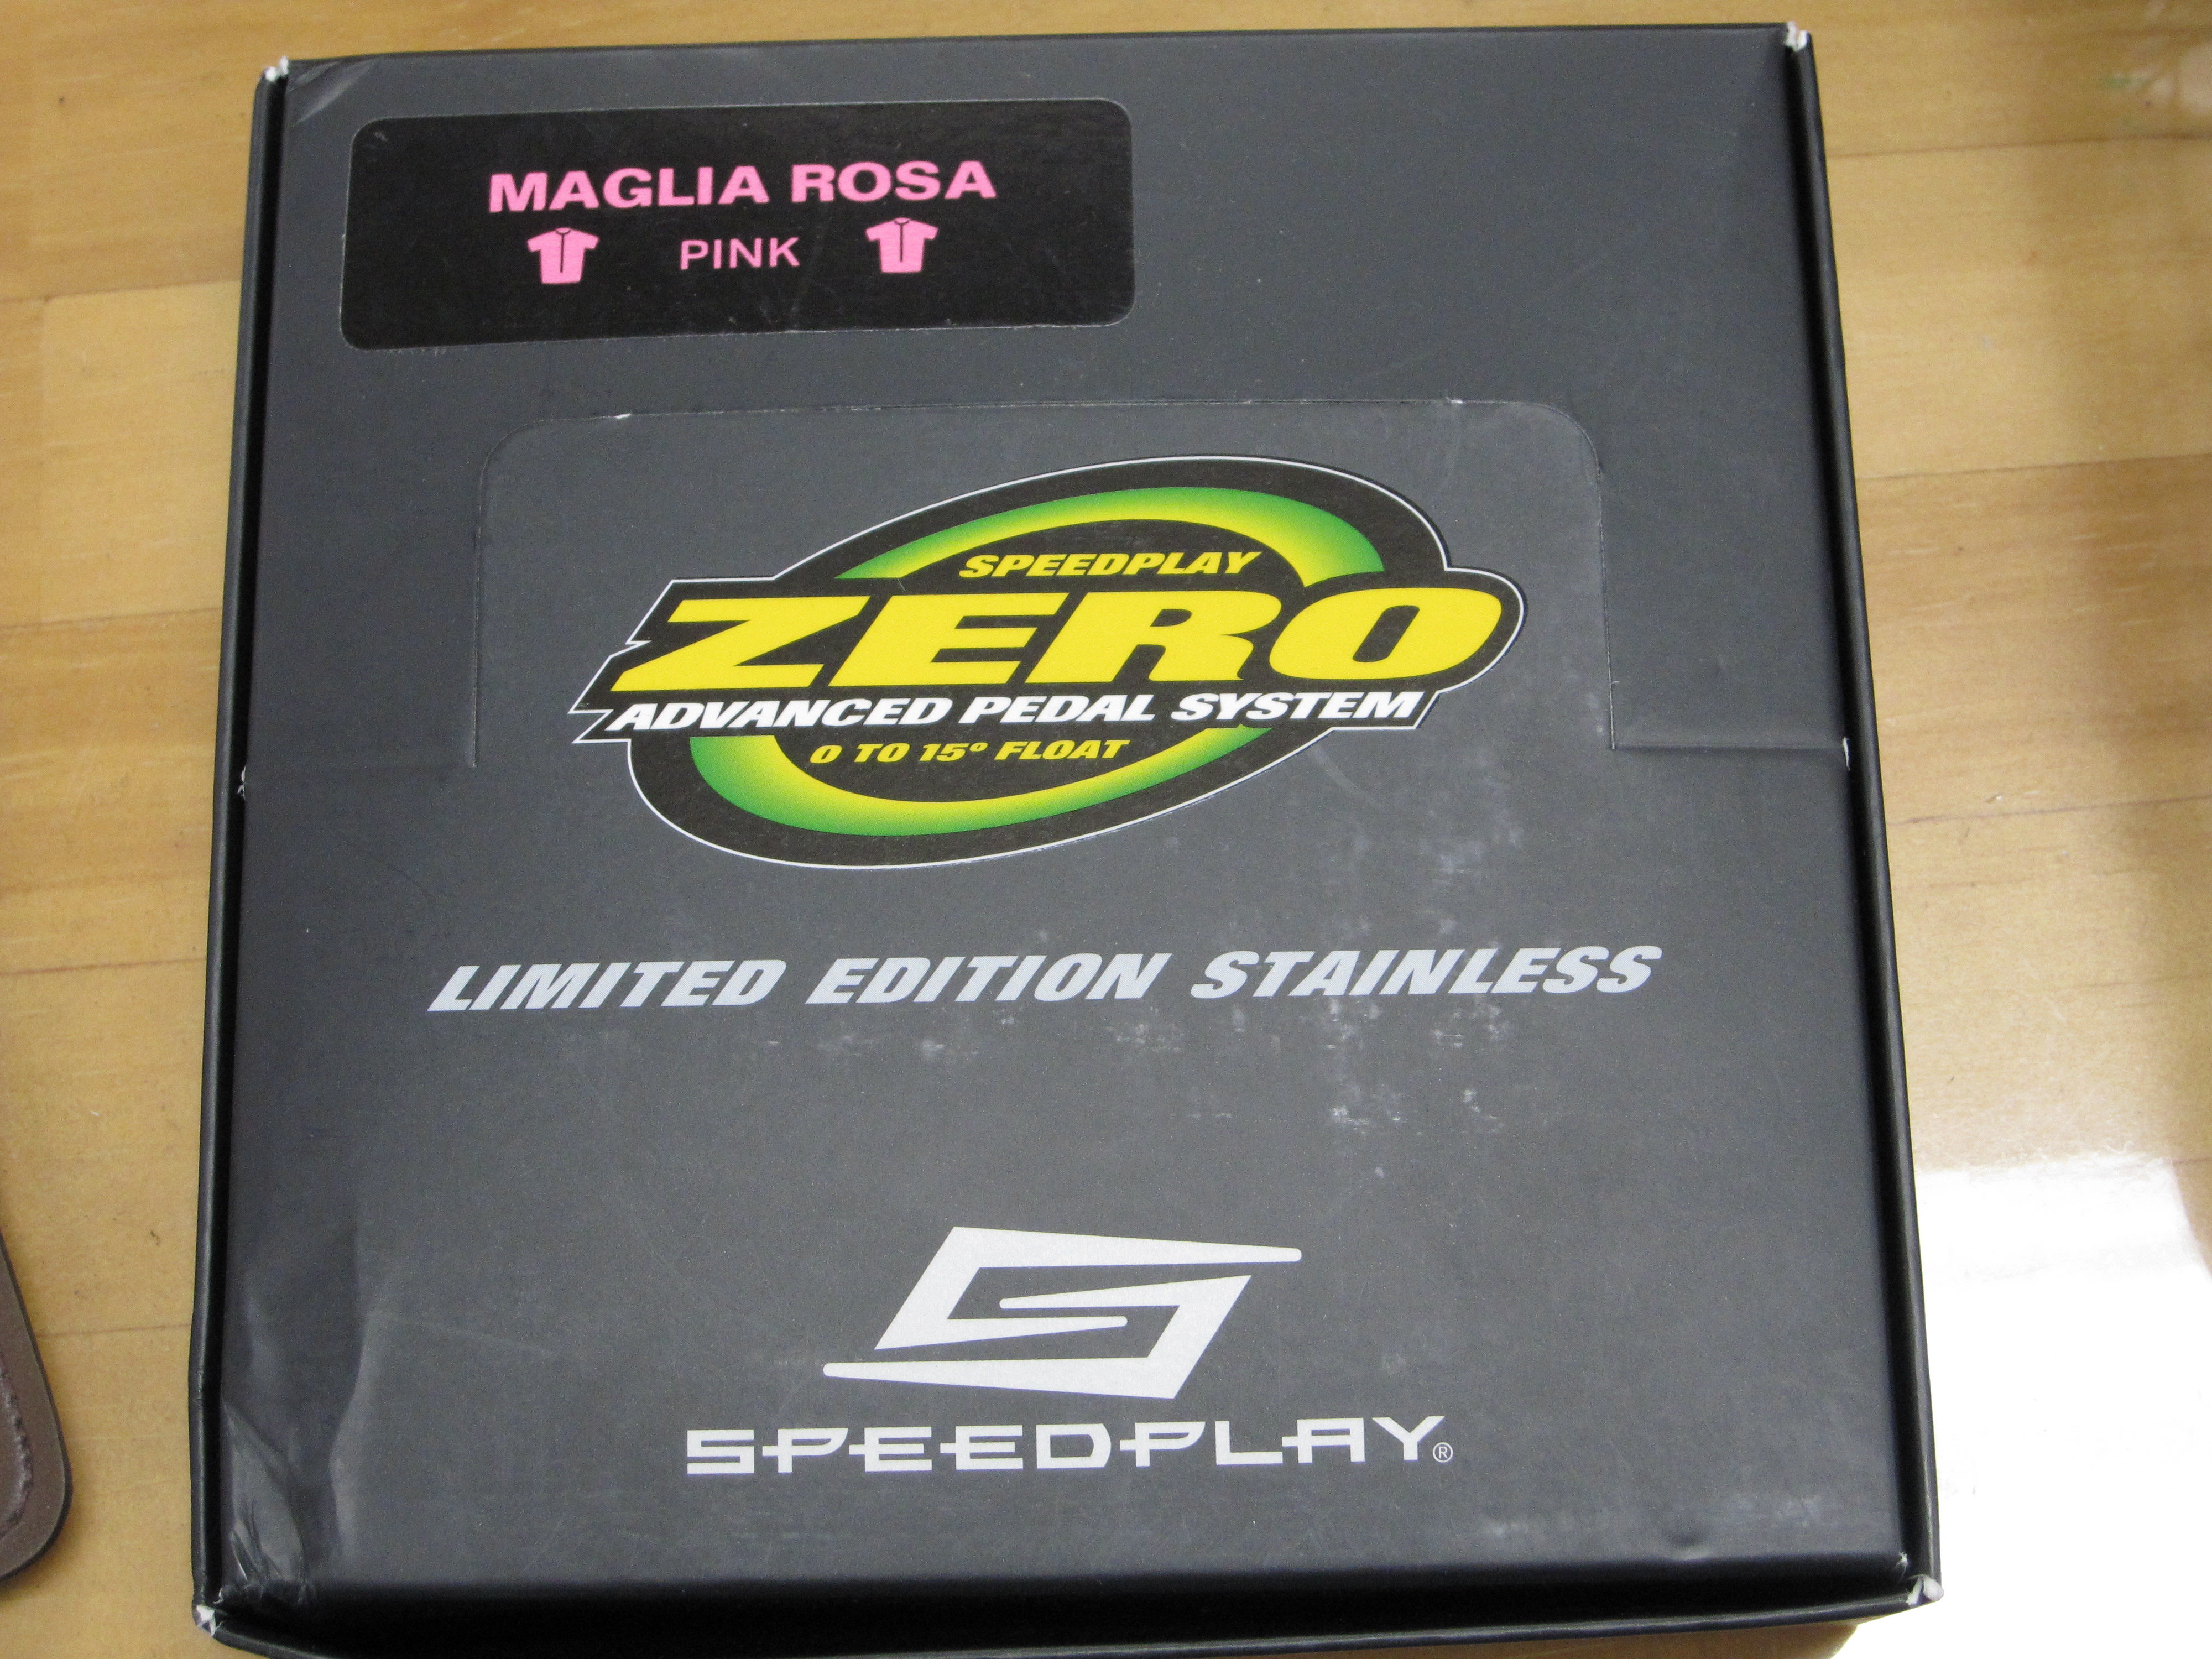 MAGLIA ROSA
PINK
SPEEDPLAY
ZERO
ADVANCED PEDAL SYSTEM
0 TO 15° FLOAT
LIMITED EDITION STAINLESS
SPEEDPLAY®